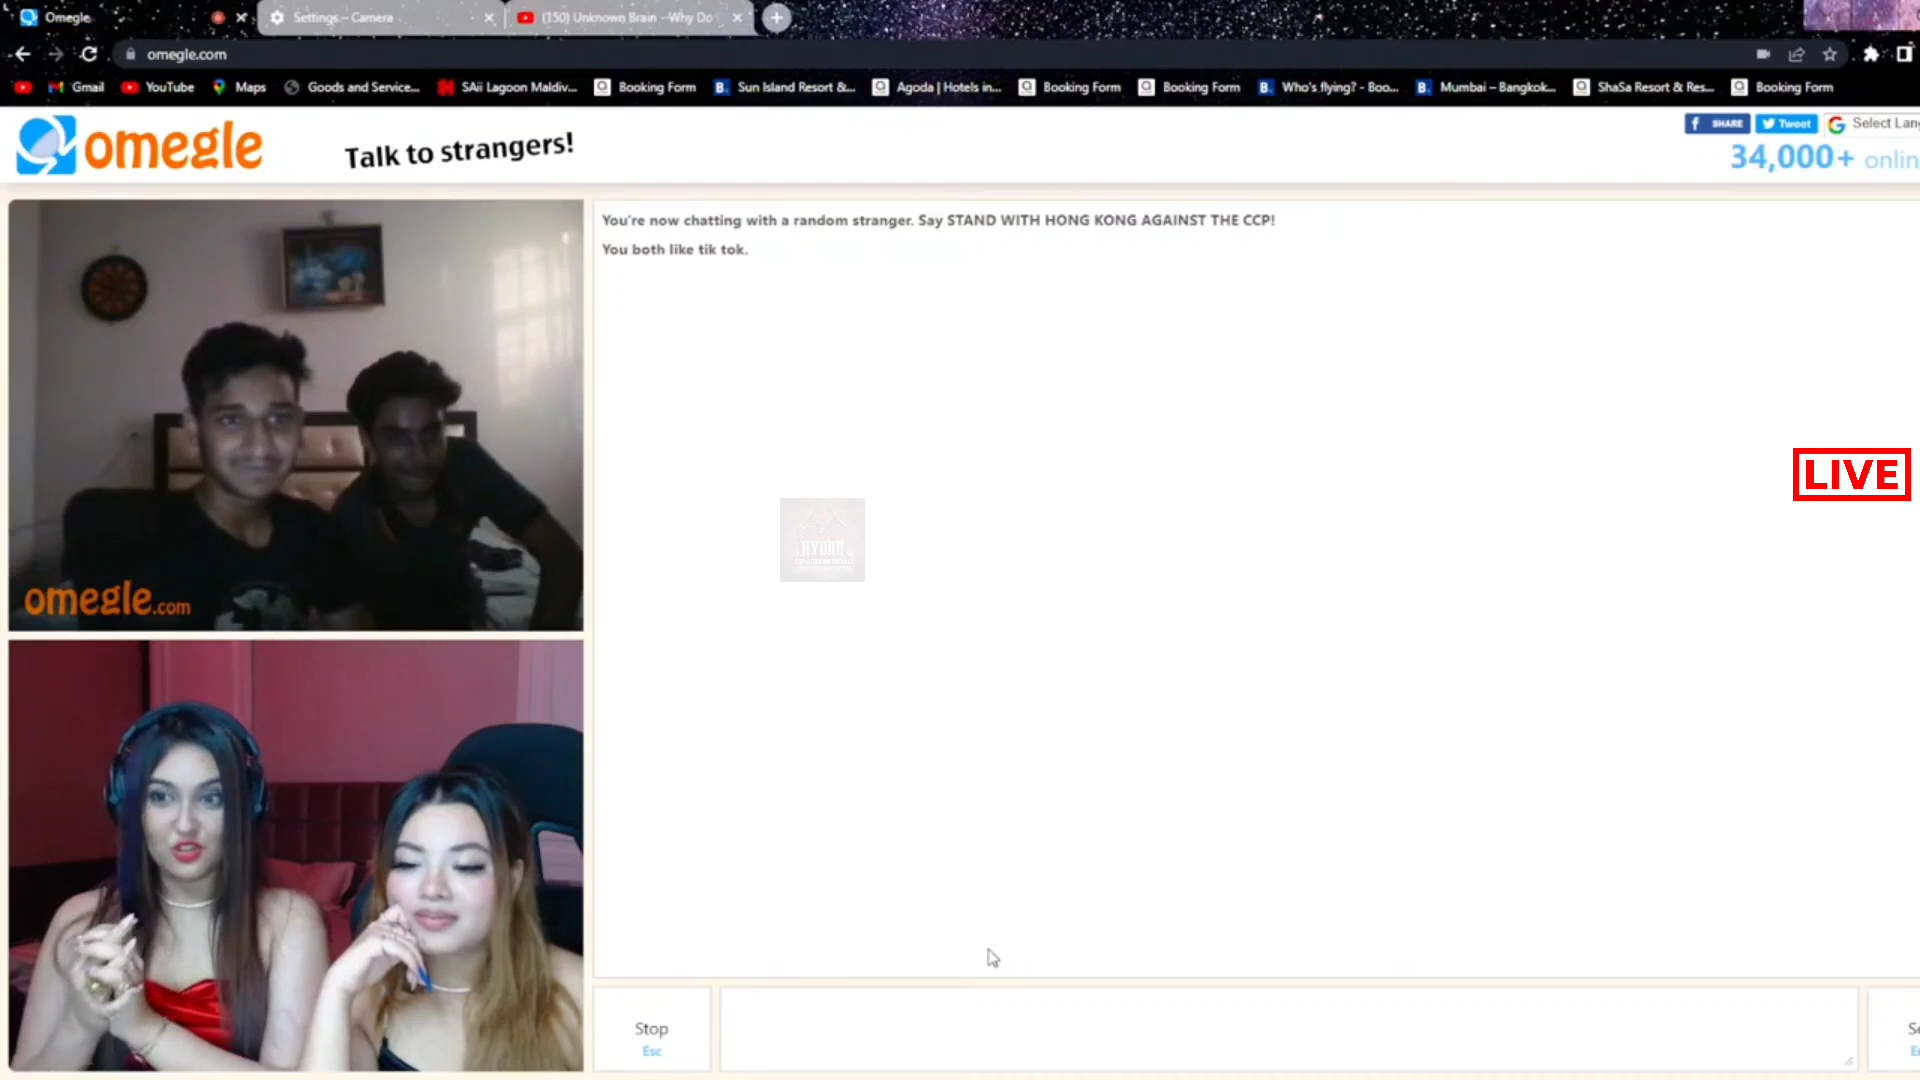 Omegle
Settings - Camera
(150) Unknown Brain - Why Do
omegle.com
Gmail
YouTube
Maps
Goods and Service...
SAii Lagoon Maldiv...
Booking Form
B. Sun Island Resort &...
Agoda | Hotels in...
Booking Form
Booking Form
B. Who's flying? - Boo...
B. Mumbai – Bangkok...
ShaSa Resort & Res...
Booking Form
omegle
Talk to strangers!
f SHARE
Tweet
G Select Lan
34,000+ onlin
You're now chatting with a random stranger. Say STAND WITH HONG KONG AGAINST THE CCP!
You both like tik tok.
LIVE
HYDRA
omegle.com
Stop
Esc